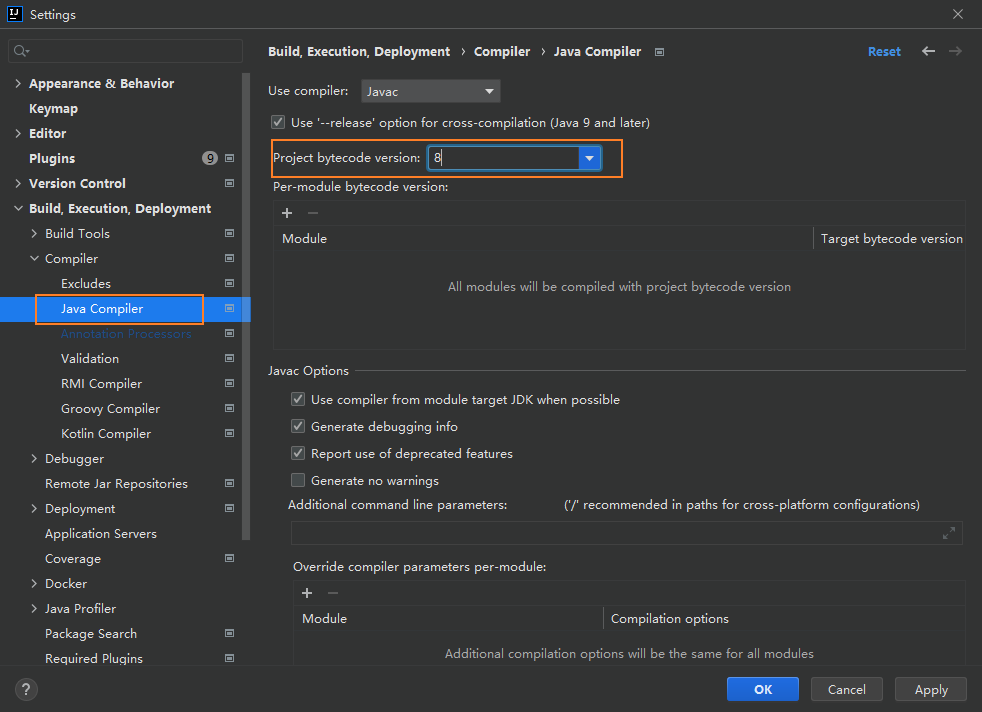 Settings
Build, Execution, Deployment › Compiler › Java Compiler
Reset
Appearance & Behavior
Keymap
Editor
Plugins 9
Version Control
Build, Execution, Deployment
Build Tools
Compiler
Excludes
Java Compiler
Annotation Processors
Validation
RMI Compiler
Groovy Compiler
Kotlin Compiler
Debugger
Remote Jar Repositories
Deployment
Application Servers
Coverage
Docker
Java Profiler
Package Search
Required Plugins
Use compiler: Javac
Use '--release' option for cross-compilation (Java 9 and later)
Project bytecode version: 8
Per-module bytecode version:
Module Target bytecode version
All modules will be compiled with project bytecode version
Javac Options
Use compiler from module target JDK when possible
Generate debugging info
Report use of deprecated features
Generate no warnings
Additional command line parameters: ('/' recommended in paths for cross-platform configurations)
Override compiler parameters per-module:
Module Compilation options
Additional compilation options will be the same for all modules
? OK Cancel Apply